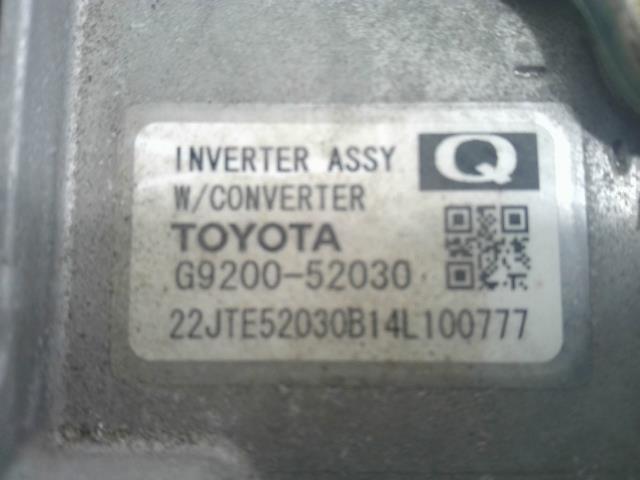 INVERTER ASSY Q
W/CONVERTER
TOYOTA
G9200-52030
22JTE52030B14L100777